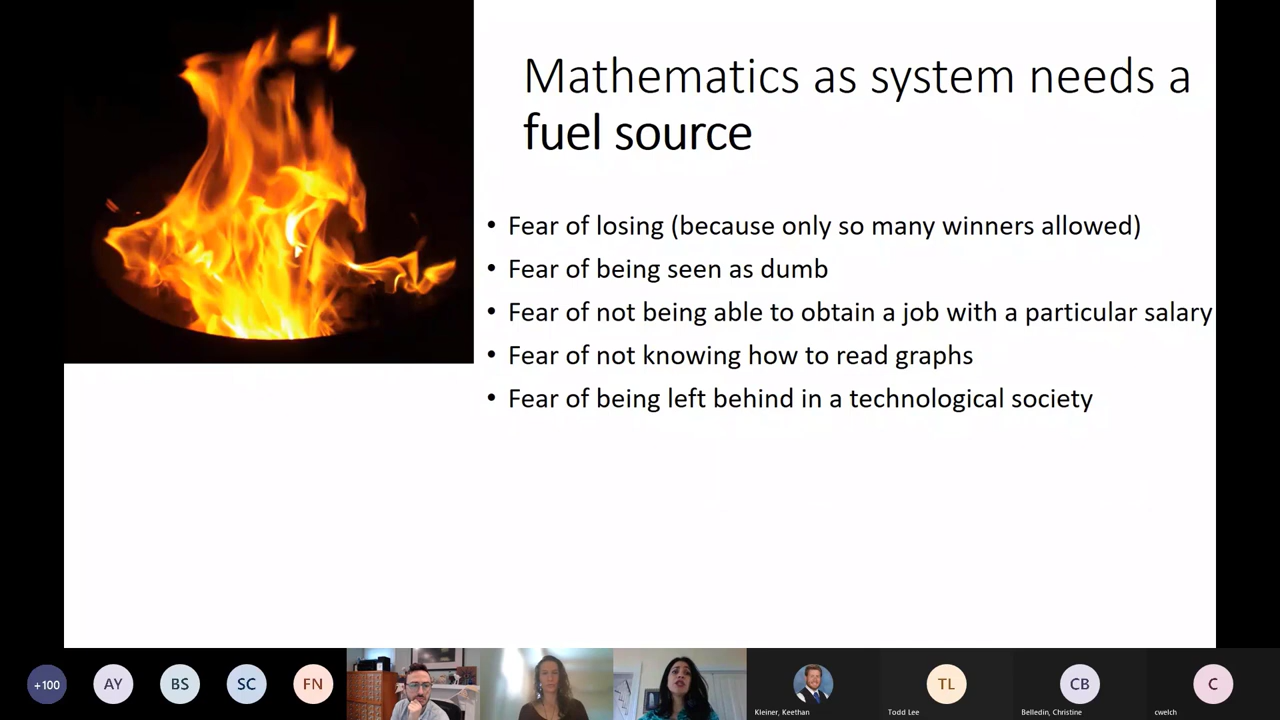 Mathematics as system needs a
fuel source
• Fear of losing (because only so many winners allowed)
• Fear of being seen as dumb
• Fear of not being able to obtain a job with a particular salary
• Fear of not knowing how to read graphs
• Fear of being left behind in a technological society
+100
AY
BS
SC
FN
TL
CB
C
Kleiner, Keethan
Todd Lee
Belledin, Christine
cwelch